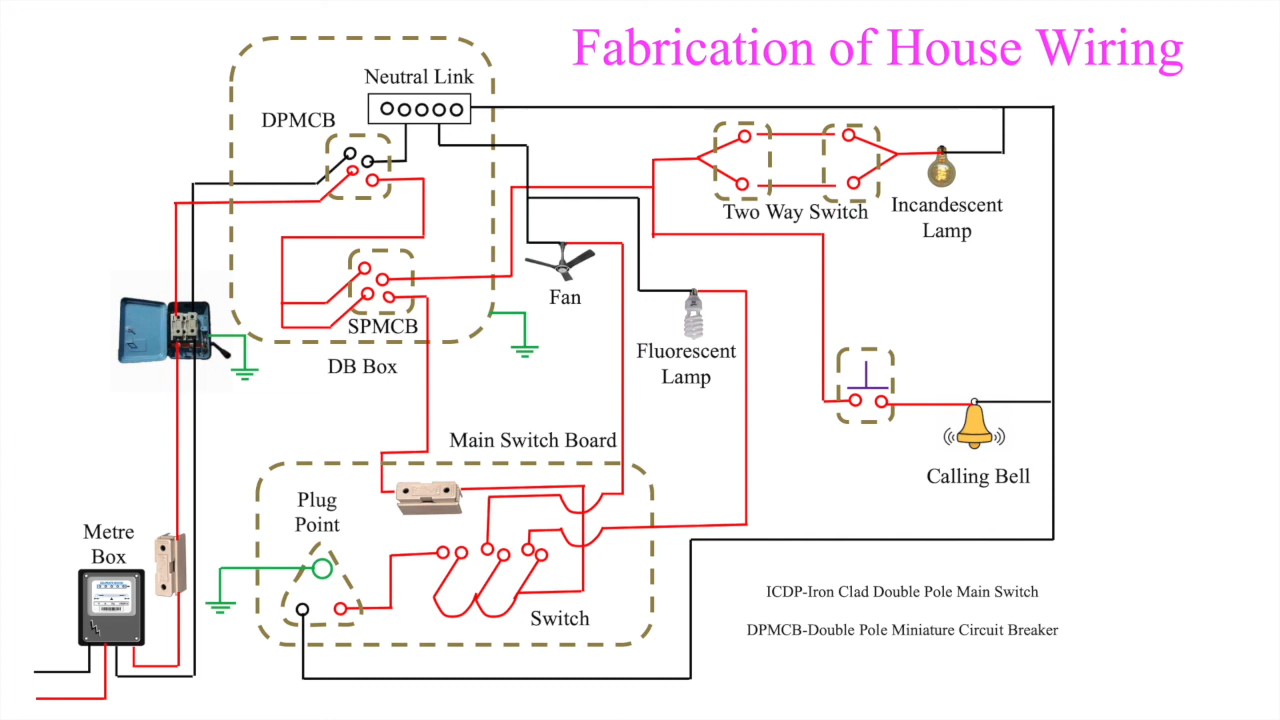 Fabrication of House Wiring
Neutral Link
DPMCB
Two Way Switch
Incandescent
Lamp
Fan
SPMCB
DB Box
Fluorescent
Lamp
Main Switch Board
Calling Bell
Plug
Point
Metre
Box
Switch
ICDP-Iron Clad Double Pole Main Switch
DPMCB-Double Pole Miniature Circuit Breaker